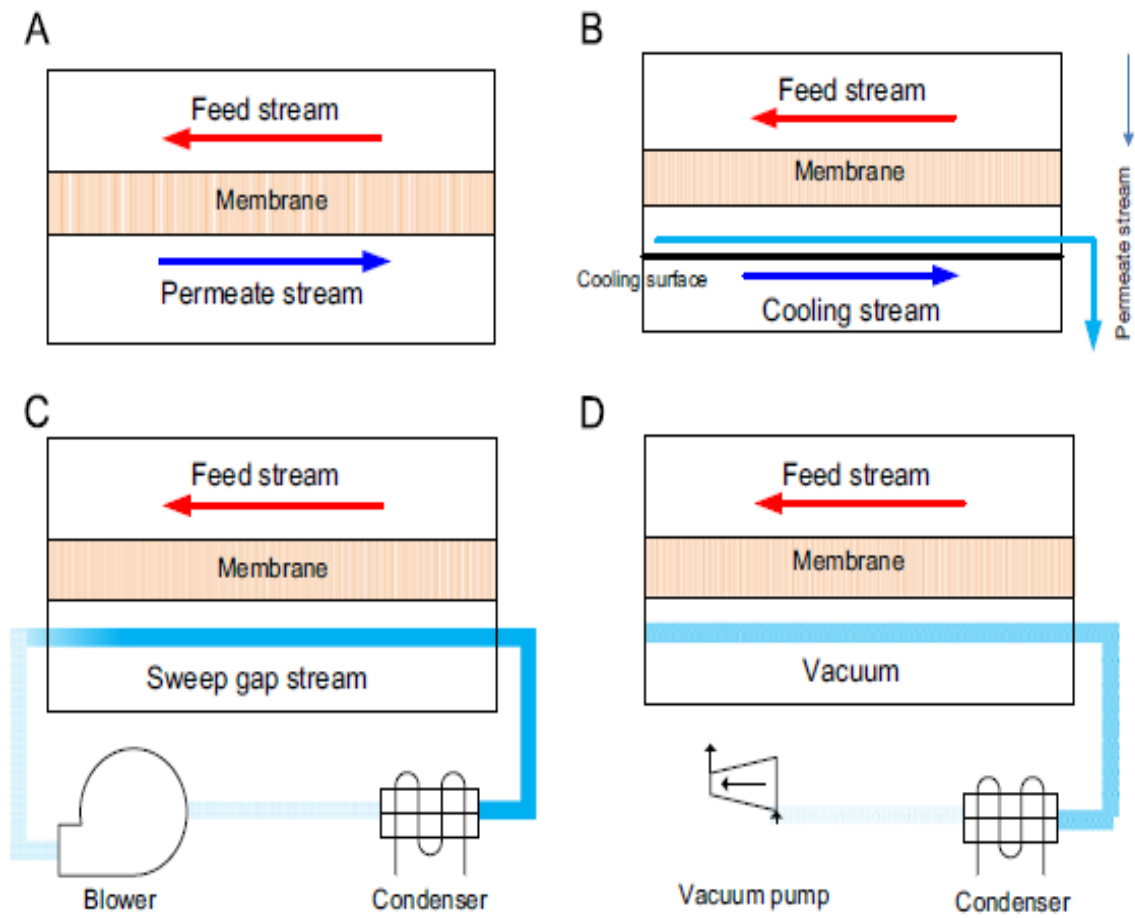 A
Feed stream
Membrane
Permeate stream
B
Feed stream
Membrane
Cooling surface
Cooling stream
Permeate stream
C
Feed stream
Membrane
Sweep gap stream
Blower
Condenser
D
Feed stream
Membrane
Vacuum
Vacuum pump
Condenser